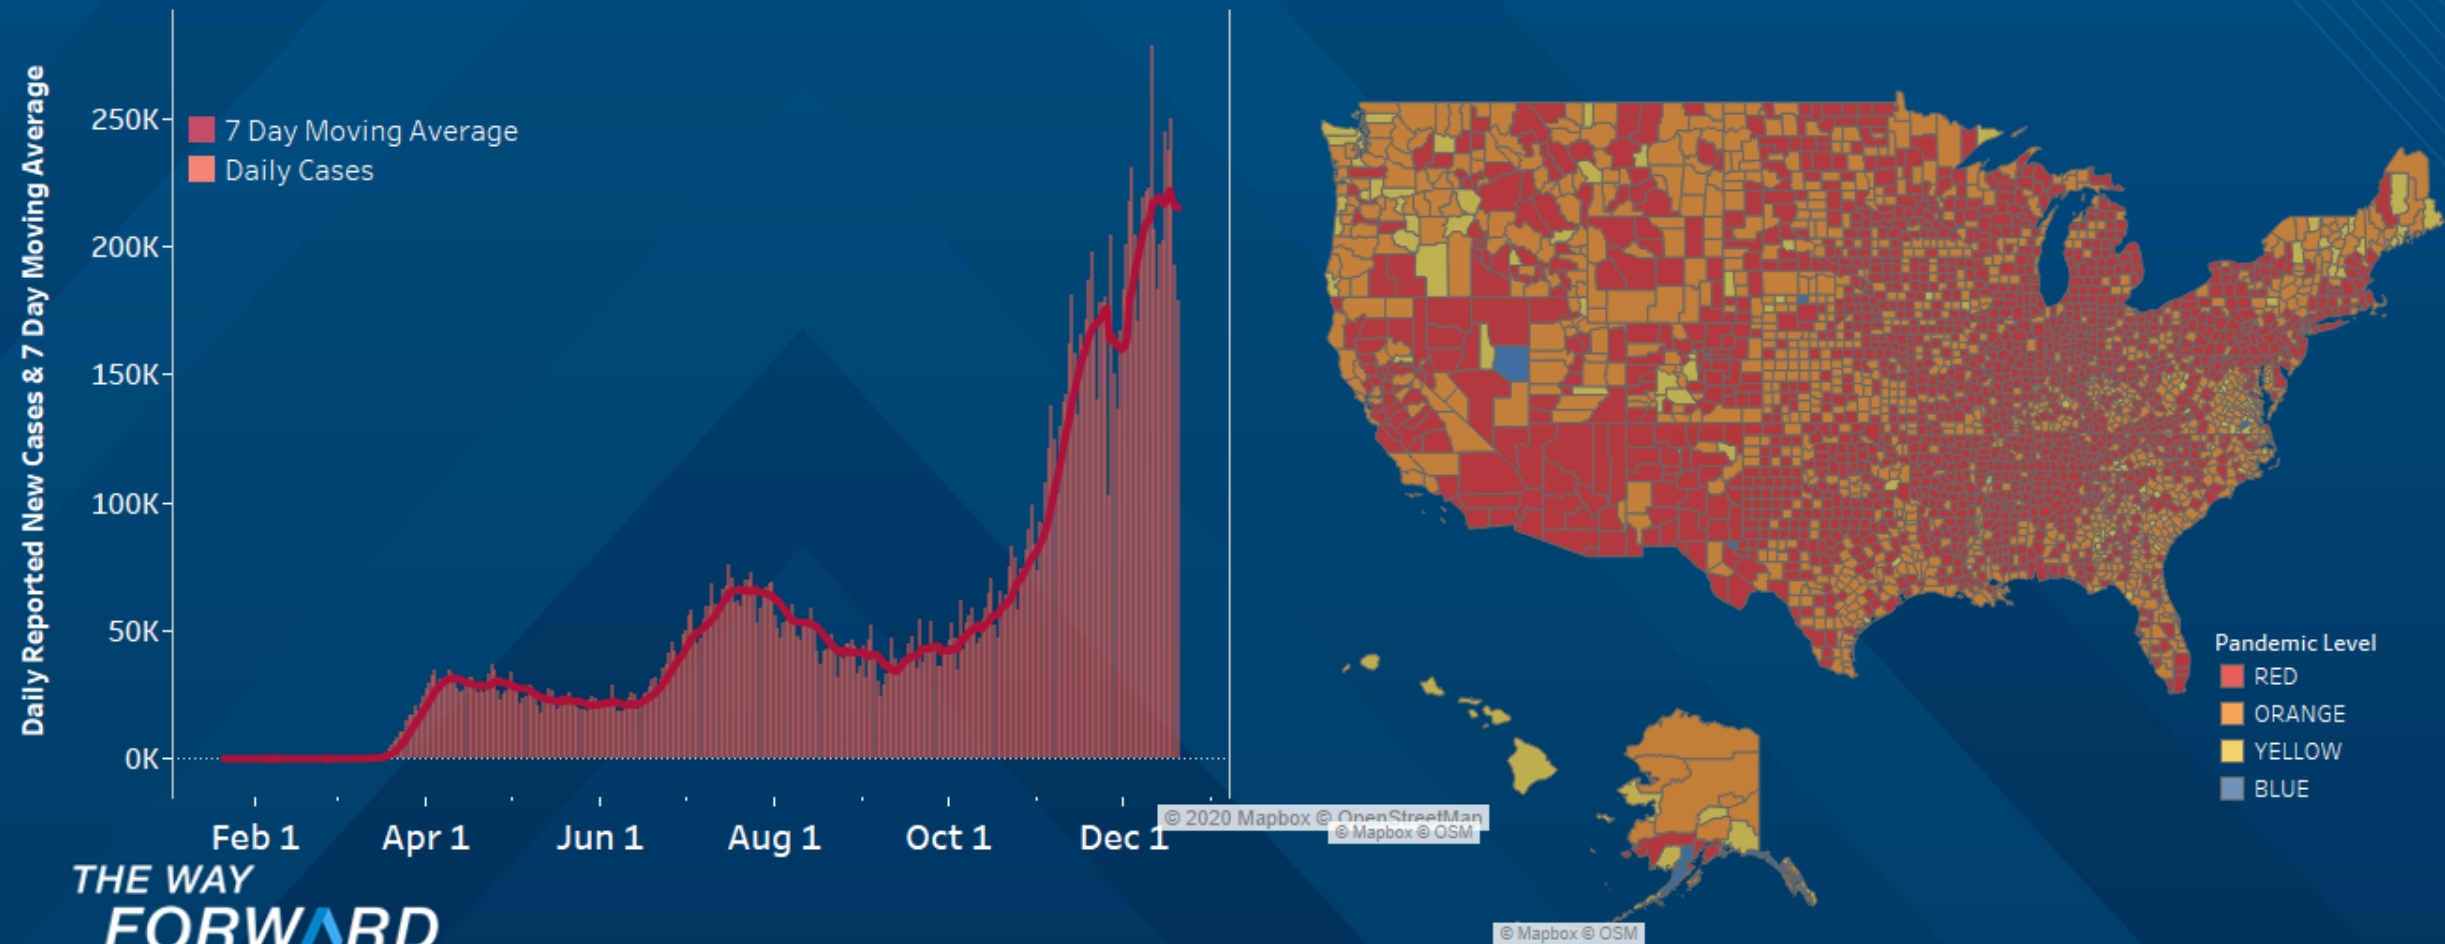 Daily Reported New Cases & 7 Day Moving Average
250K
200K
150K
100K
50K
0K
7 Day Moving Average
Daily Cases
Feb 1
Apr 1
Jun 1
Aug 1
Oct 1
Dec 1
© 2020 Mapbox © OpenStreetMap
© Mapbox © OSM
Pandemic Level
RED
ORANGE
YELLOW
BLUE
© Mapbox © OSM
THE WAY
FORWARD